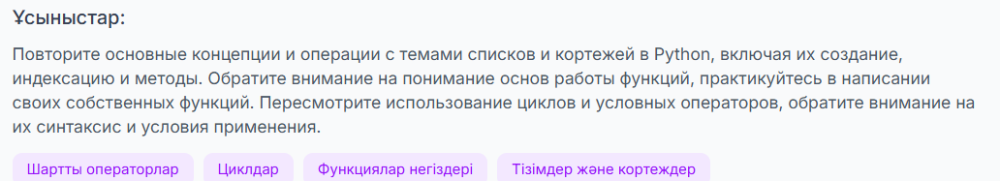 Ұсыныстар:
Повторите основные концепции и операции с темами списков и кортежей в Python, включая их создание,
индексацию и методы. Обратите внимание на понимание основ работы функций, практикуйтесь в написании
своих собственных функций. Пересмотрите использование циклов и условных операторов, обратите внимание на
их синтаксис и условия применения.
Шартты операторлар Циклдар Функциялар негіздері Тізімдер және кортеждер